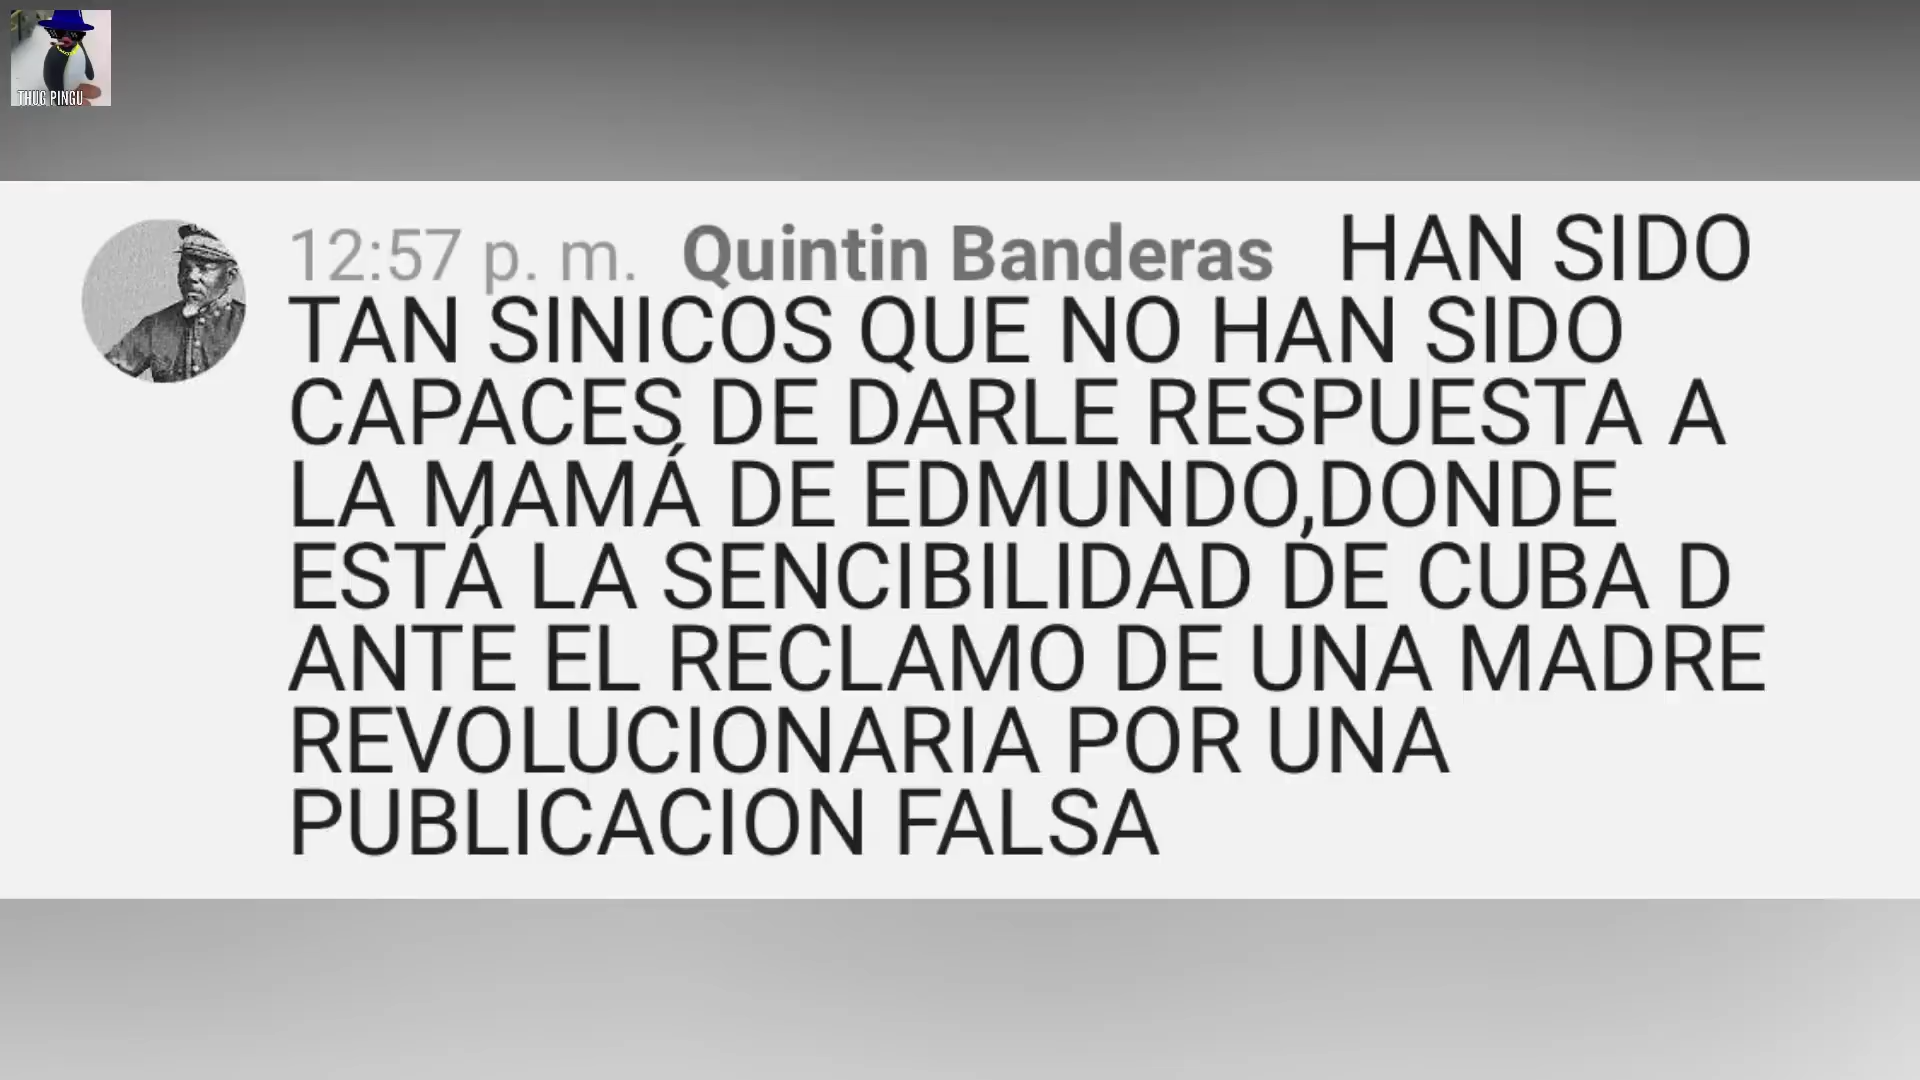 THUG PINGU
12:57 p. m. Quintin Banderas HAN SIDO
TAN SINICOS QUE NO HAN SIDO
CAPACES DE DARLE RESPUESTA A
LA MAMÁ DE EDMUNDO,DONDE
ESTÁ LA SENCIBILIDAD DE CUBA D
ANTE EL RECLAMO DE UNA MADRE
REVOLUCIONARIA POR UNA
PUBLICACION FALSA